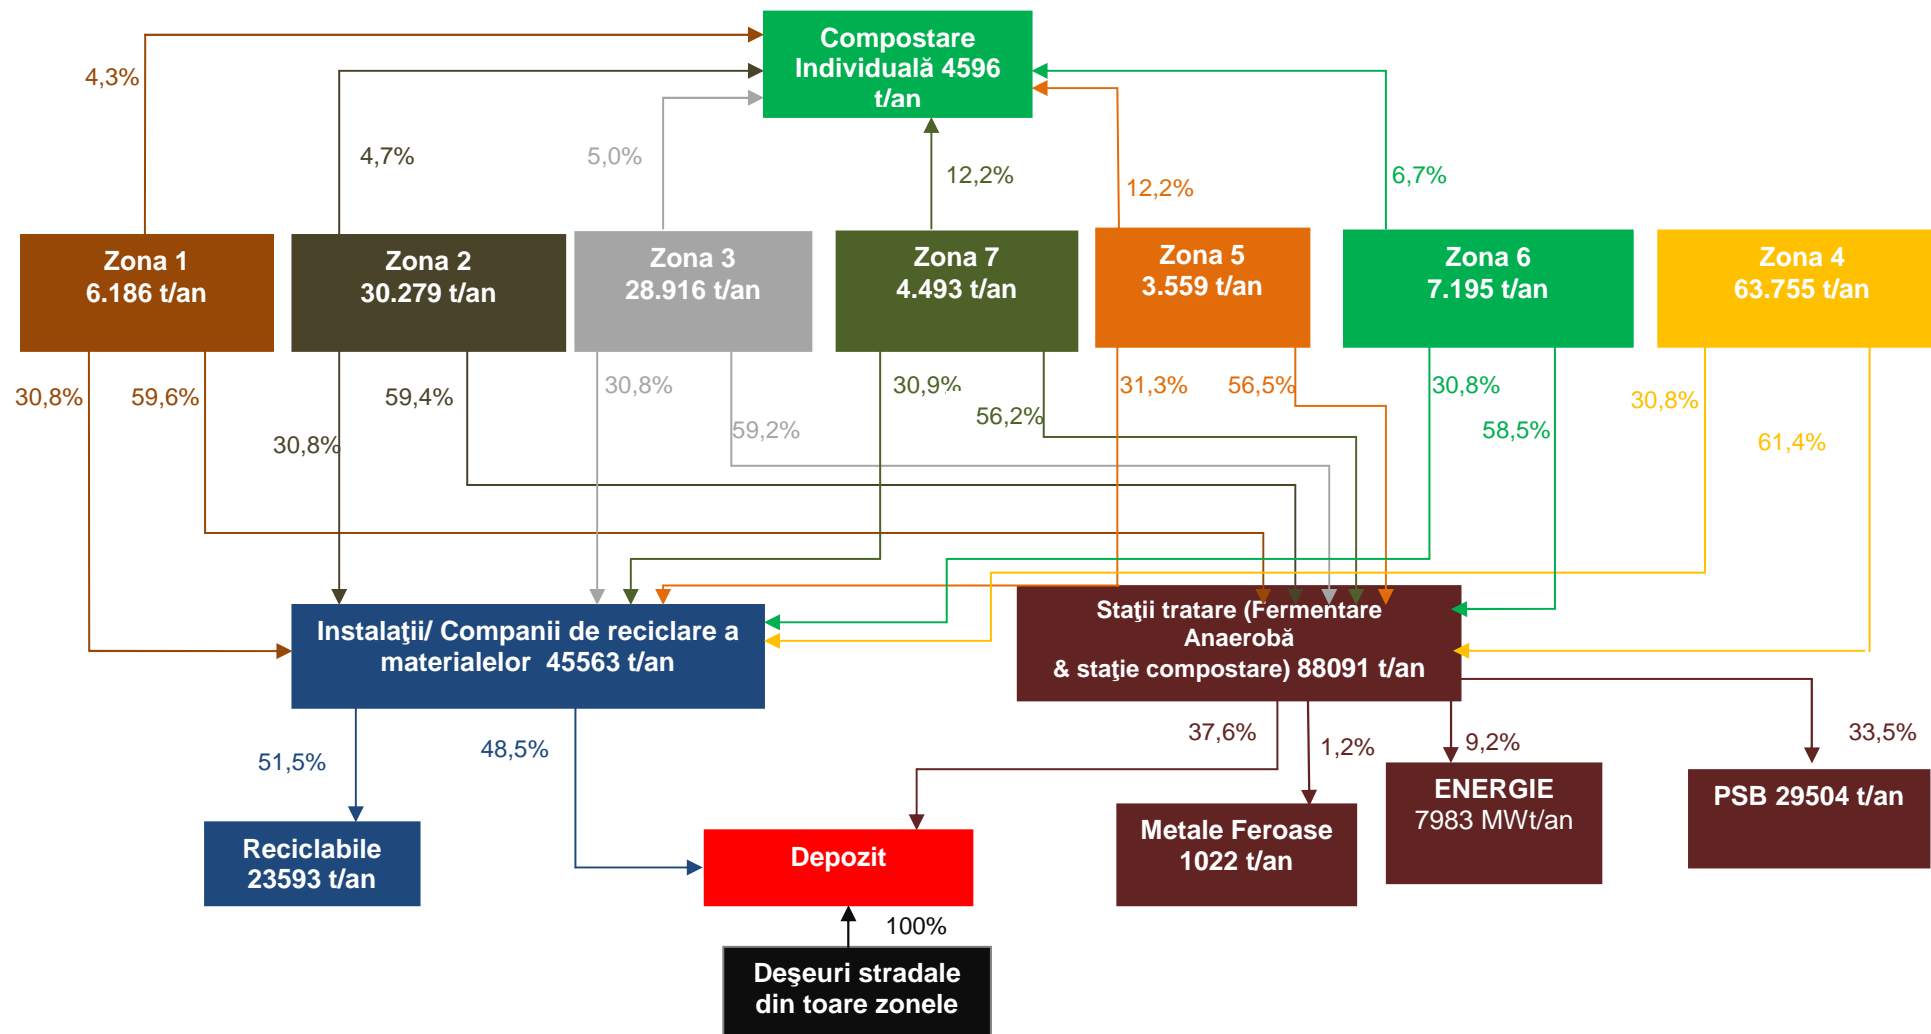 Compostare
Individuală 4596
t/an
4,3%
4,7%
5,0%
12,2%
12,2%
6,7%
Zona 1
6.186 t/an
Zona 2
30.279 t/an
Zona 3
28.916 t/an
Zona 7
4.493 t/an
Zona 5
3.559 t/an
Zona 6
7.195 t/an
Zona 4
63.755 t/an
30,8%
59,6%
30,8%
59,4%
30,8%
59,2%
30,9%
56,2%
31,3%
56,5%
30,8%
58,5%
30,8%
61,4%
Instalaţii/ Companii de reciclare a
materialelor 45563 t/an
Staţii tratare (Fermentare
Anaerobă
& staţie compostare) 88091 t/an
51,5%
48,5%
37,6%
1,2%
9,2%
33,5%
Reciclabile
23593 t/an
Depozit
Metale Feroase
1022 t/an
ENERGIE
7983 MWt/an
PSB 29504 t/an
100%
Deşeuri stradale
din toare zonele